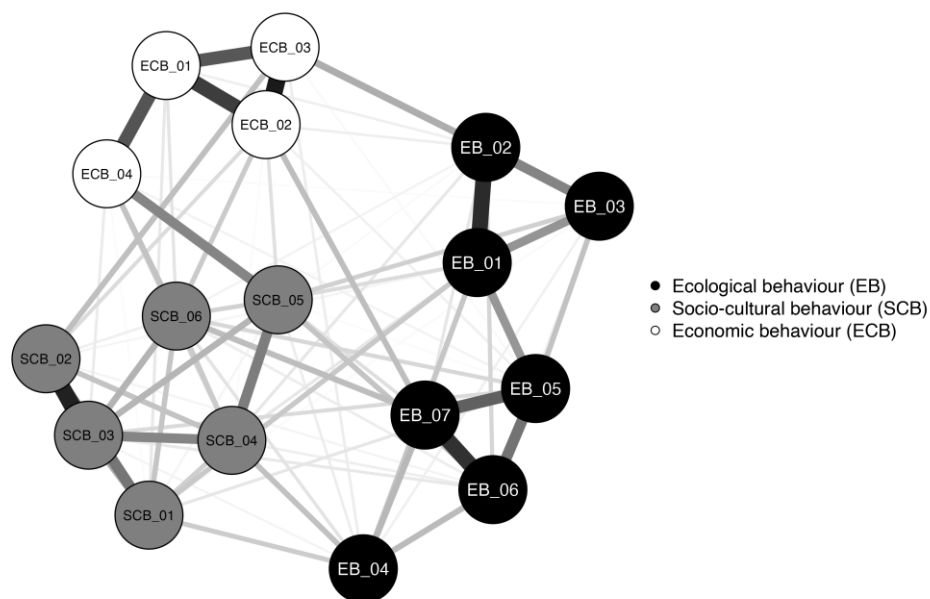 ECB_03
ECB_01
ECB_02
EB_02
ECB_04
EB_03
EB_01
SCB_05
SCB_06
SCB_02
EB_05
EB_07
SCB_03
SCB_04
EB_06
SCB_01
EB_04
Ecological behaviour (EB)
Socio-cultural behaviour (SCB)
Economic behaviour (ECB)